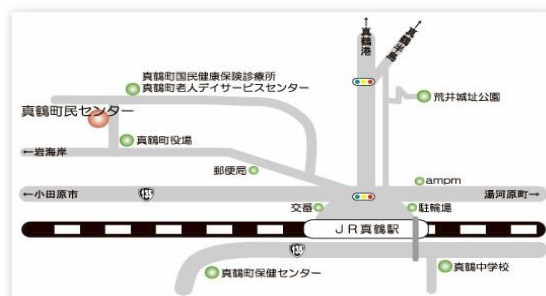 →真鶴港
→真鶴半島
真鶴町国民健康保険診療所
真鶴町老人デイサービスセンター
荒井城址公園
真鶴町民センター
真鶴町役場
←岩海岸
郵便局
ampm
←小田原市
135
湯河原町→
交番
駐輪場
JR真鶴駅
135
真鶴町保健センター
真鶴中学校